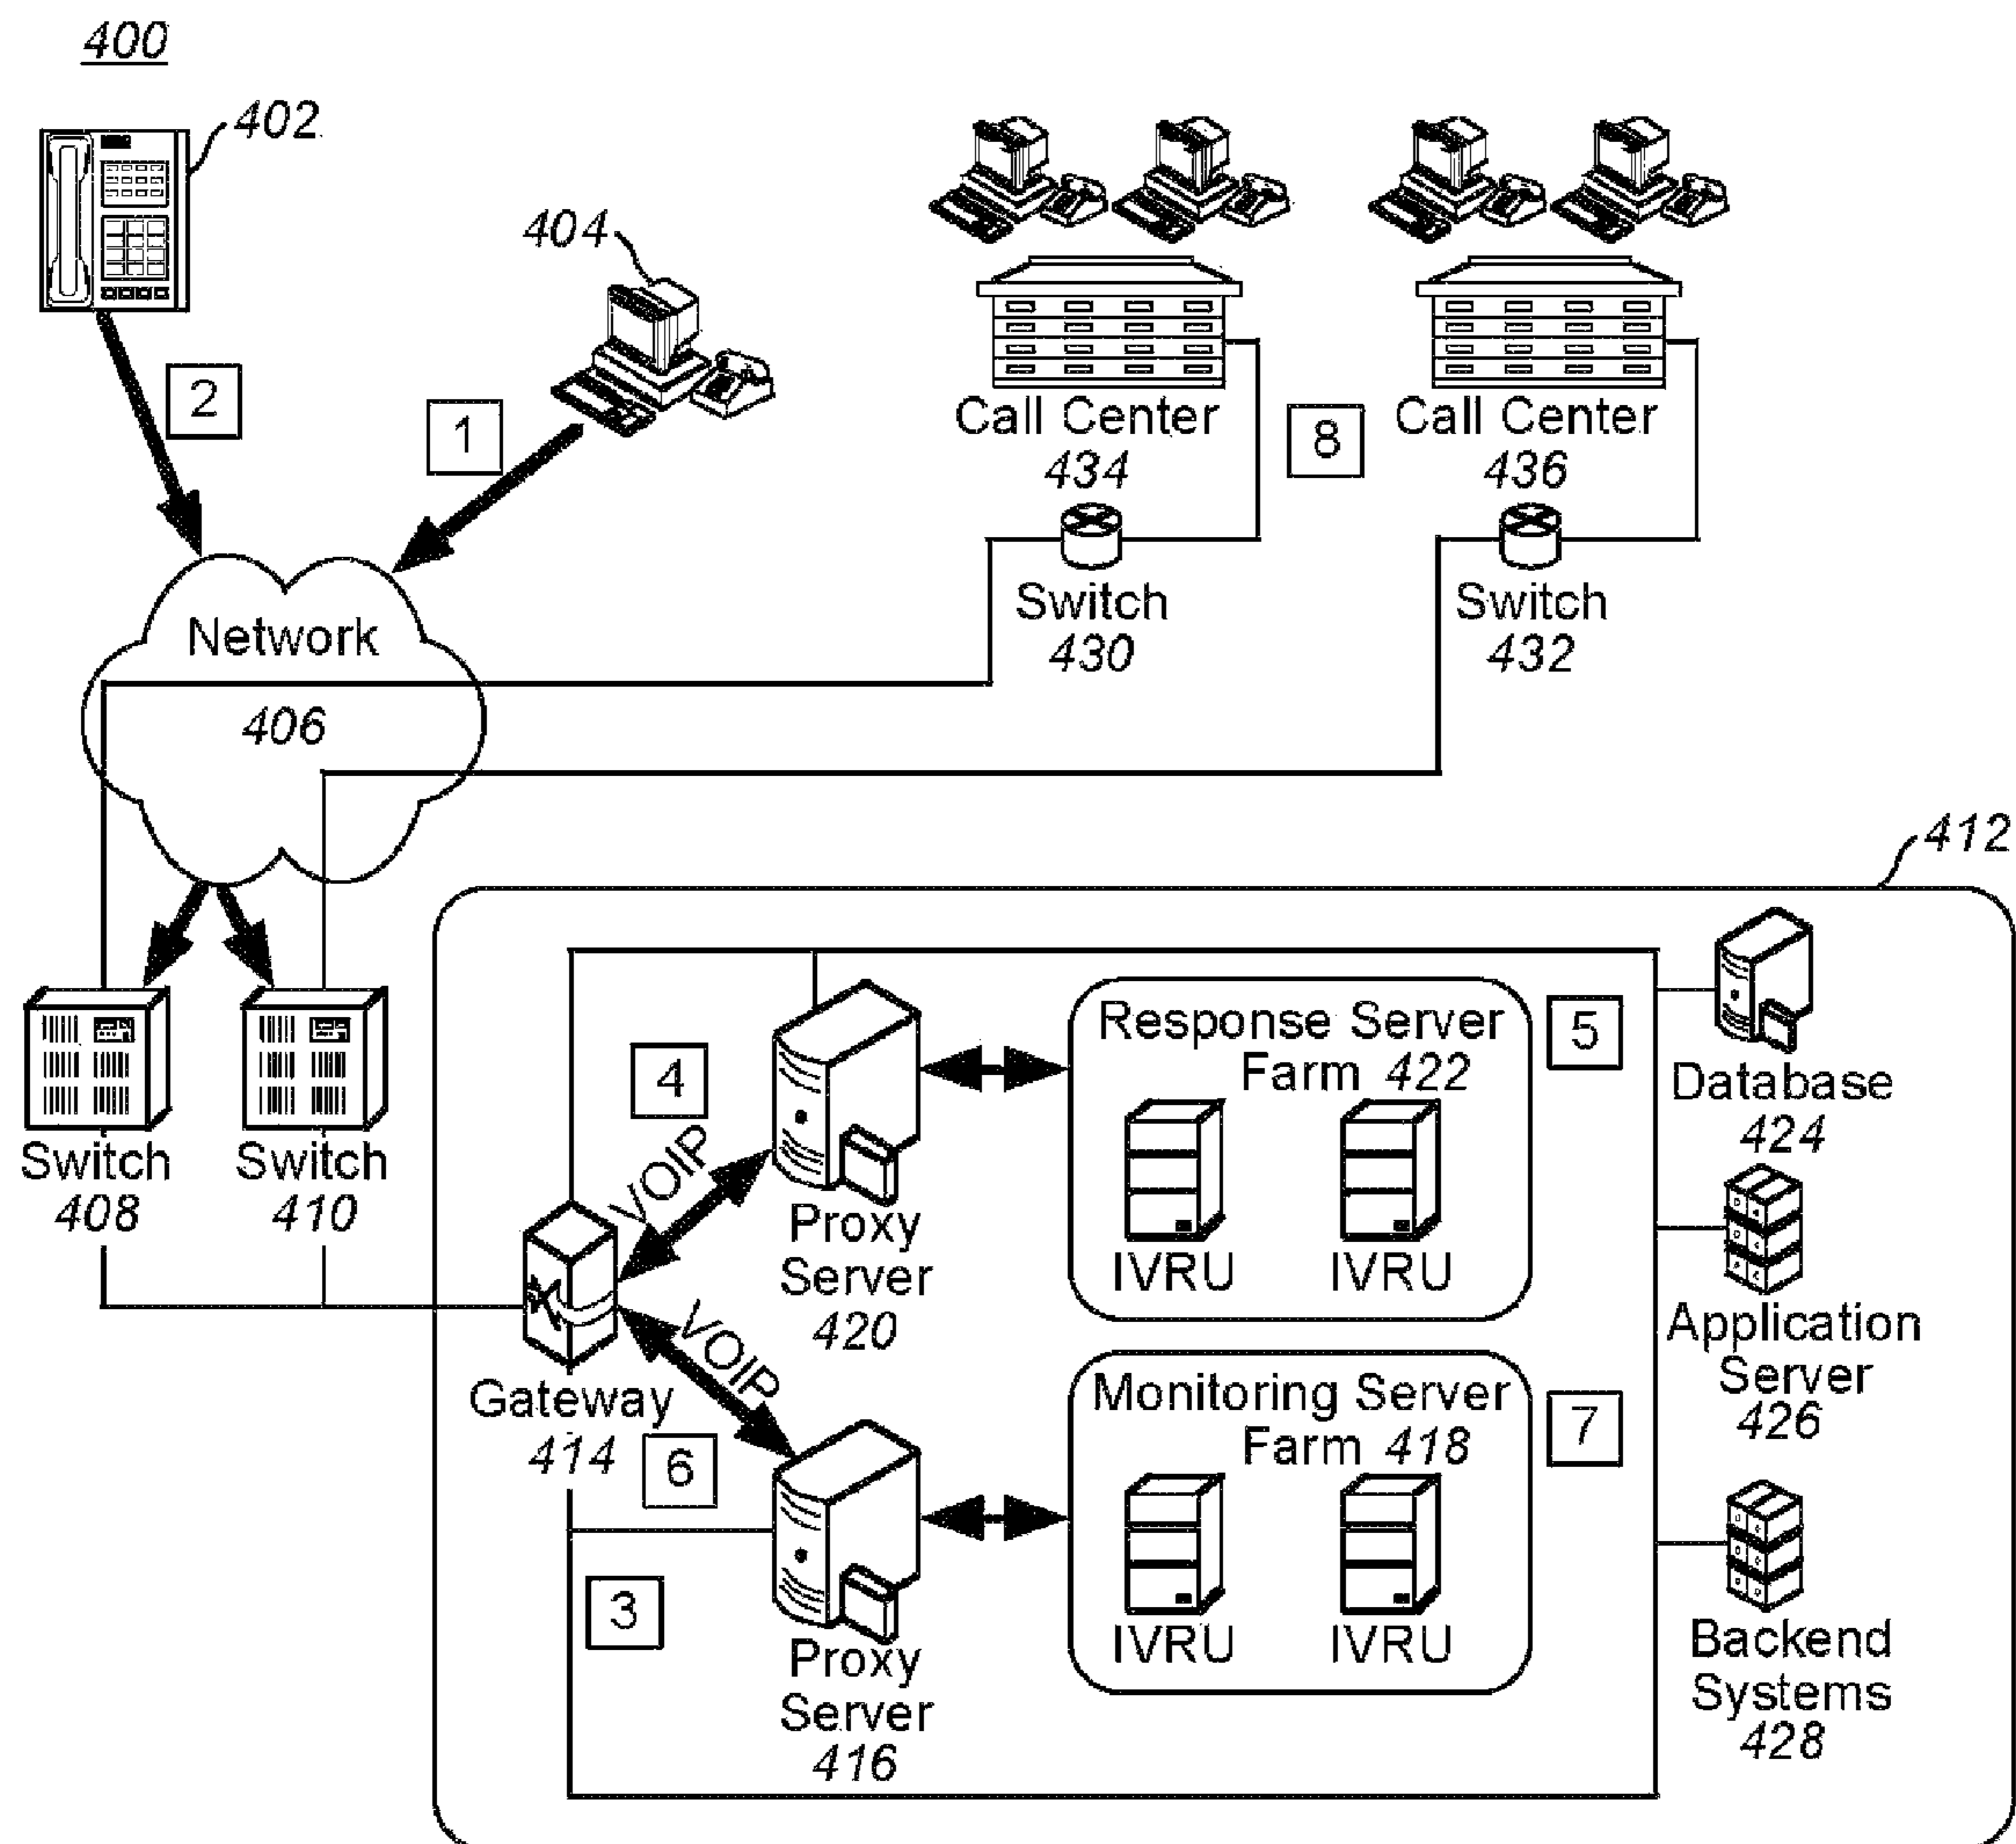 400
402
404
2
1
Call Center
434
8
Call Center
436
Switch
430
Switch
432
Network
406
412
Switch
408
Switch
410
4
VOIP
Proxy
Server
420
Response Server
Farm 422
IVRU
IVRU
5
Database
424
Gateway
414
VOIP
6
3
Proxy
Server
416
Monitoring Server
Farm 418
IVRU
IVRU
7
Application
Server
426
Backend
Systems
428